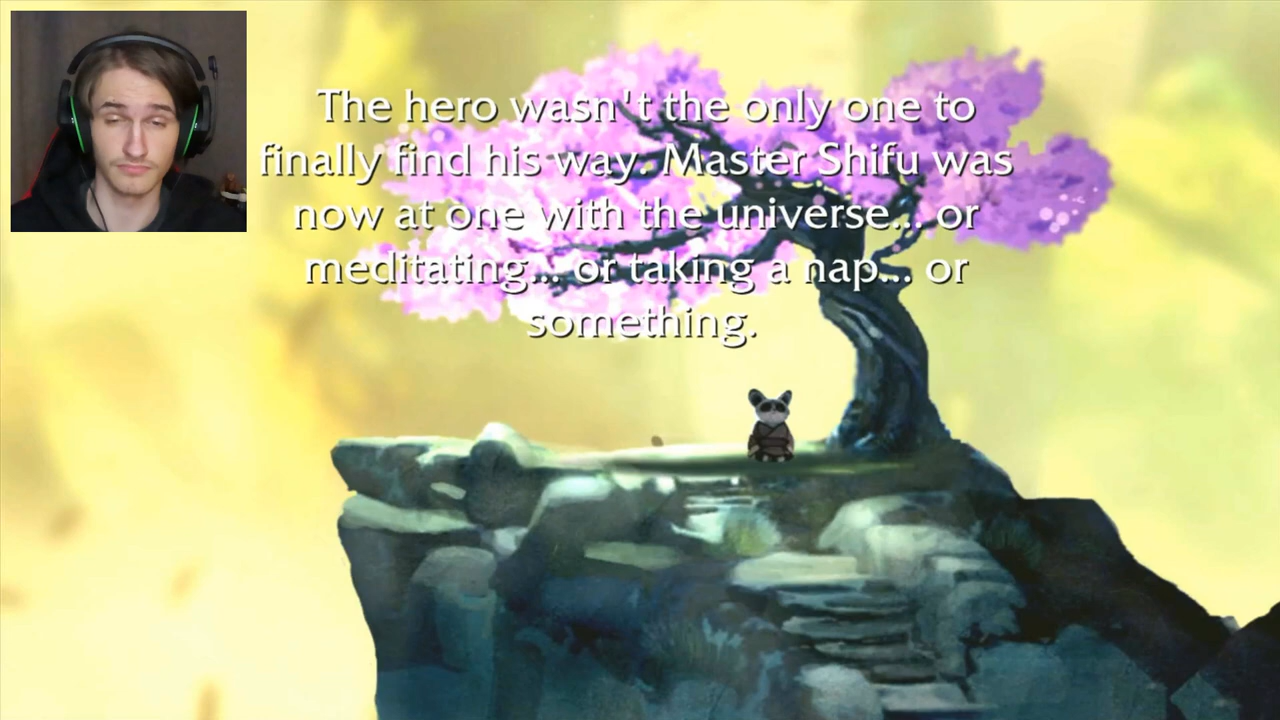 The hero wasn't the only one to
finally find his way. Master Shifu was
now at one with the universe... or
meditating... or taking a nap... or
something.